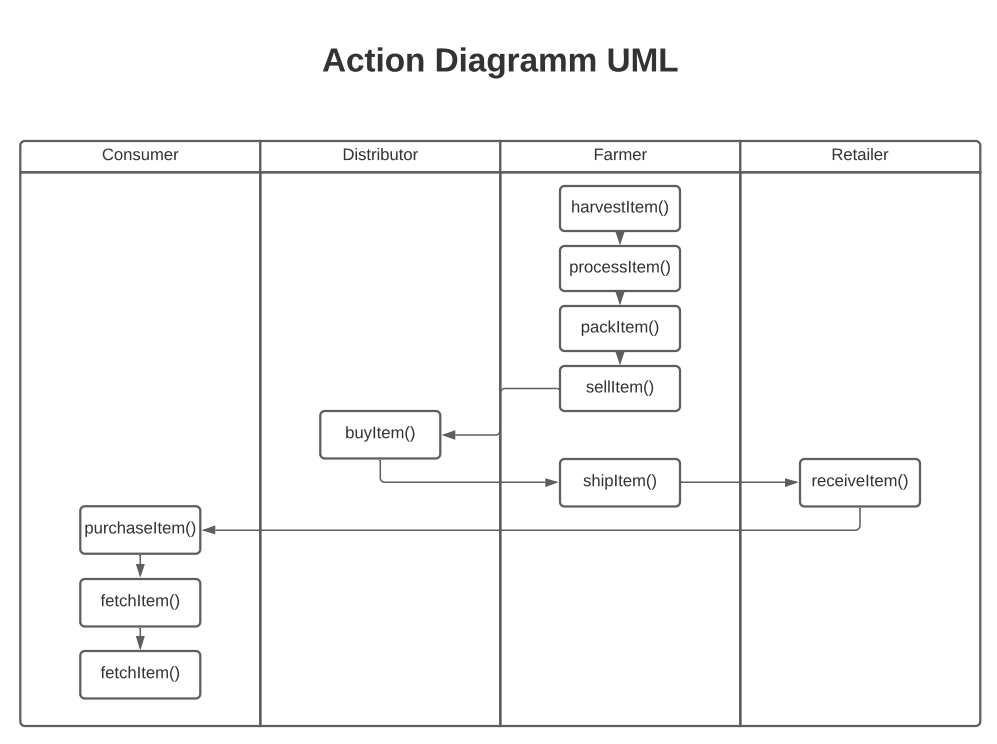 Action Diagramm UML
Consumer
Distributor
Farmer
Retailer
harvestItem()
processItem()
packItem()
sellItem()
buyItem()
shipItem()
receiveItem()
purchaseItem()
fetchItem()
fetchItem()